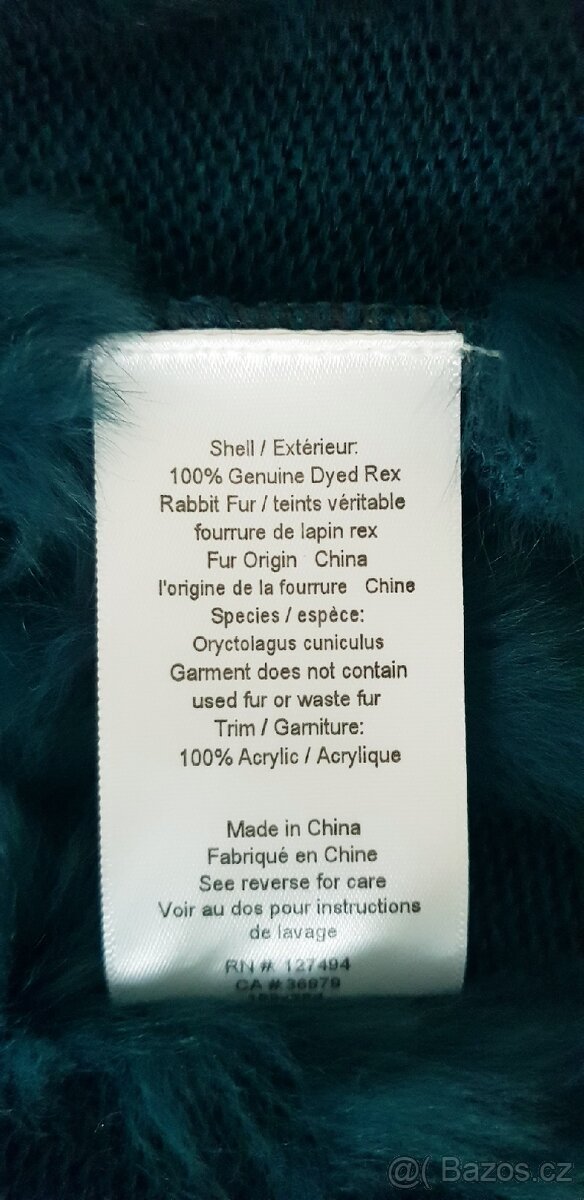 Shell / Extérieur:
100% Genuine Dyed Rex
Rabbit Fur / teints véritable
fourrure de lapin rex
Fur Origin China
l'origine de la fourrure Chine
Species / espèce:
Oryctolagus cuniculus
Garment does not contain
used fur or waste fur
Trim / Garniture:
100% Acrylic / Acrylique
Made in China
Fabriqué en Chine
See reverse for care
Voir au dos pour instructions
de lavage
RN # 127494
CA # 36979
@( Bazos.cz